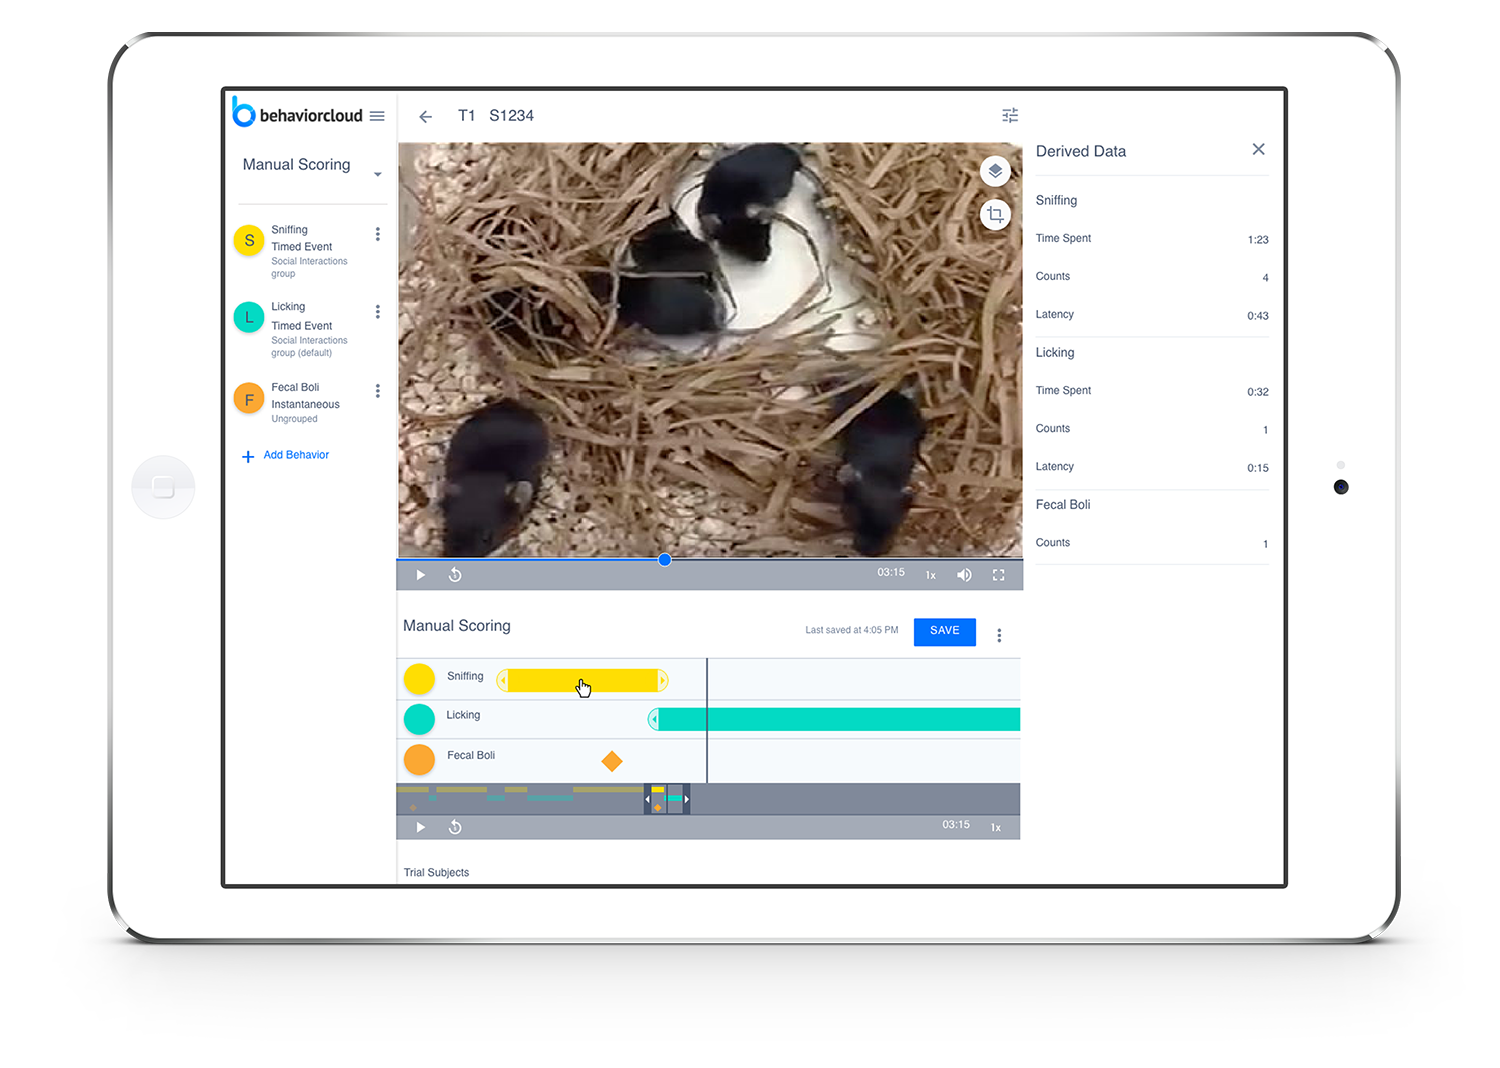 behaviorcloud
T1 S1234
Manual Scoring
S
Sniffing
Timed Event
Social Interactions
group
L
Licking
Timed Event
Social Interactions
group (default)
F
Fecal Boli
Instantaneous
Ungrouped
+ Add Behavior
03:15 1x
Manual Scoring
Last saved at 4:05 PM
SAVE
Sniffing
Licking
Fecal Boli
03:15 1x
Trial Subjects
Derived Data
Sniffing
Time Spent 1:23
Counts 4
Latency 0:43
Licking
Time Spent 0:32
Counts 1
Latency 0:15
Fecal Boli
Counts 1